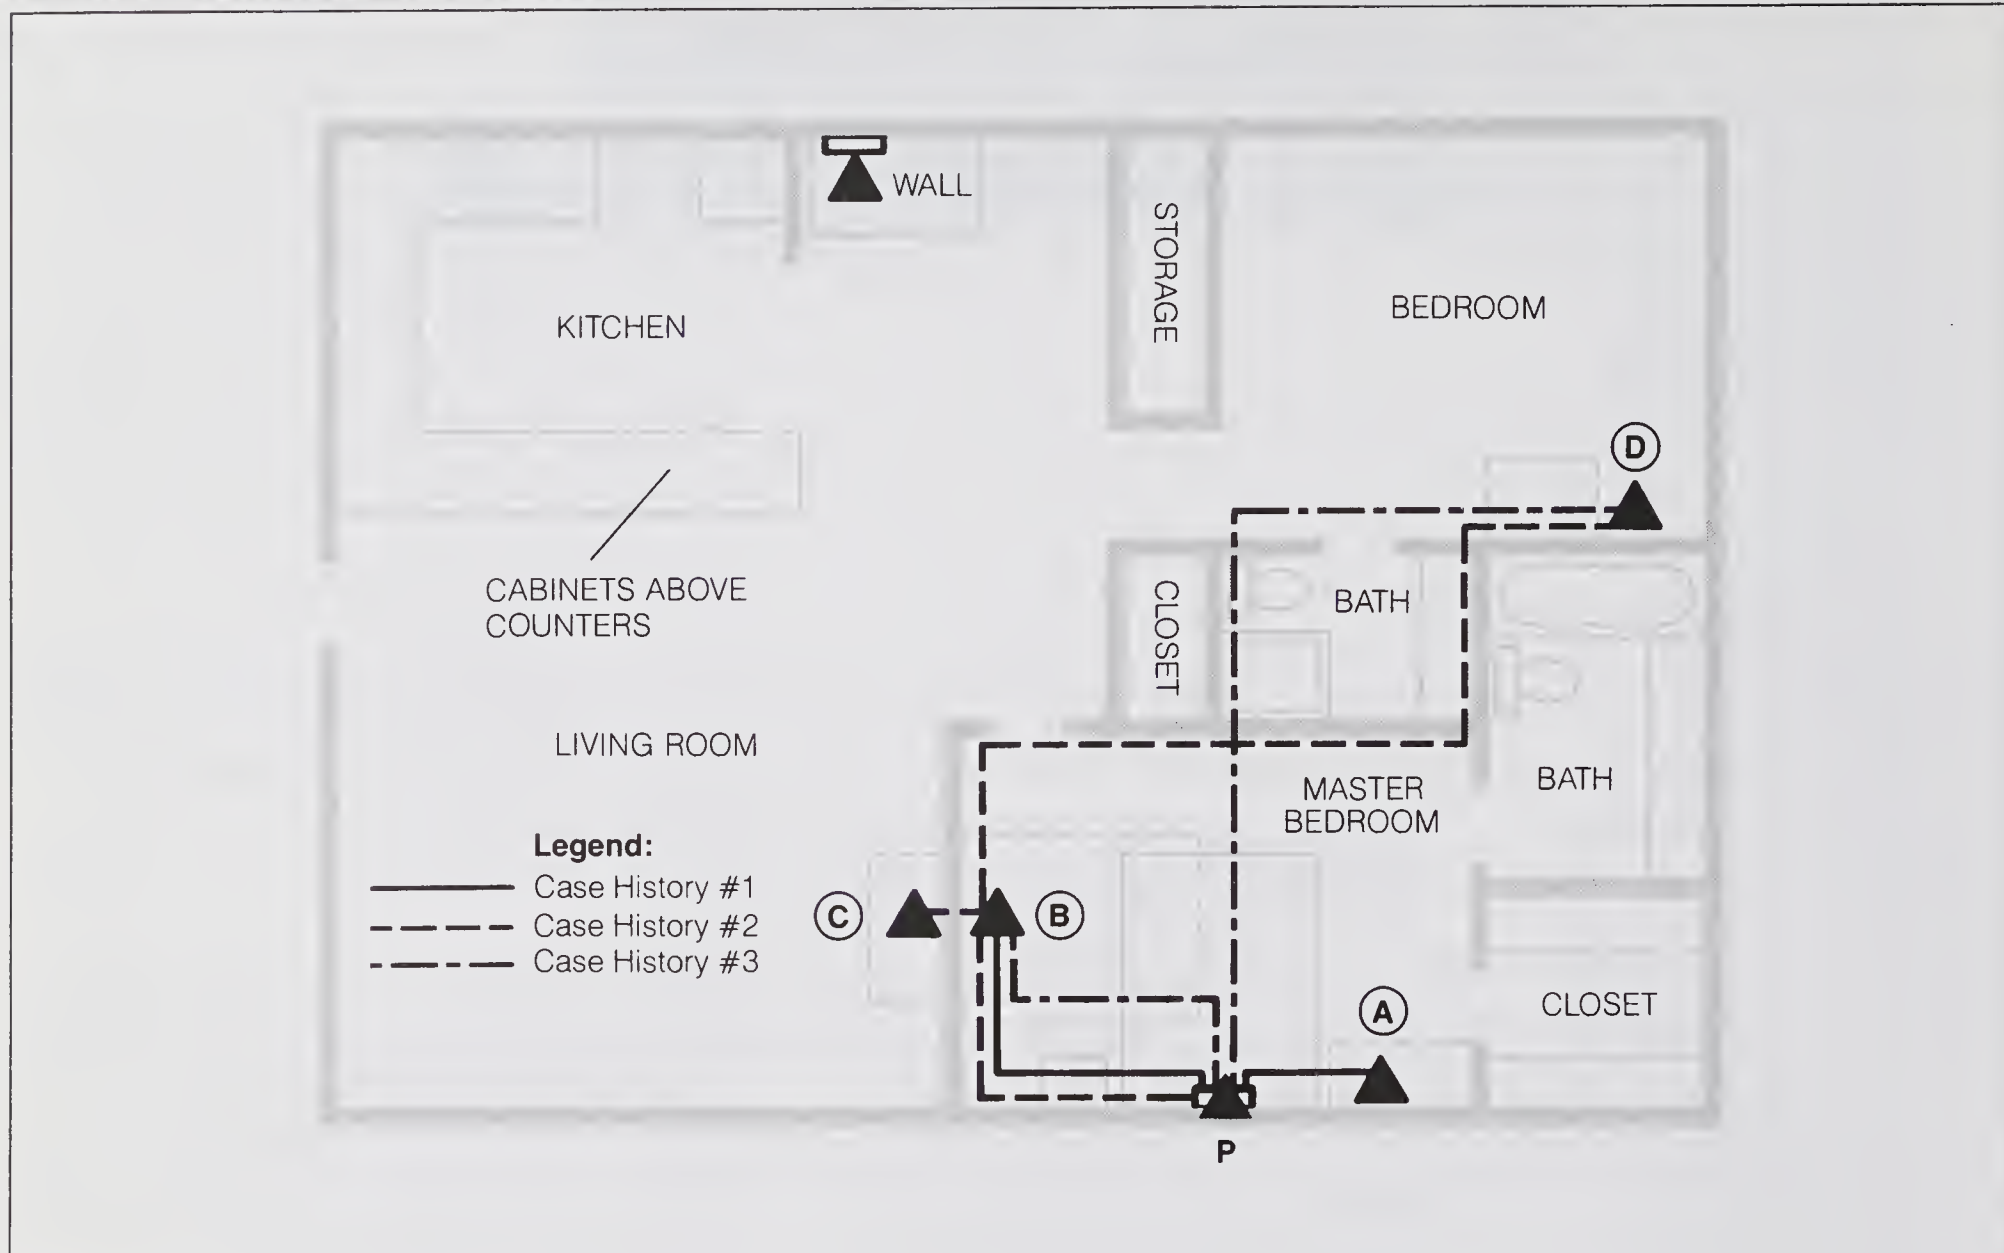 WALL
STORAGE
BEDROOM
KITCHEN
D
CABINETS ABOVE
COUNTERS
CLOSET
BATH
LIVING ROOM
MASTER
BEDROOM
BATH
Legend:
Case History #1
Case History #2
Case History #3
C
B
A
CLOSET
P